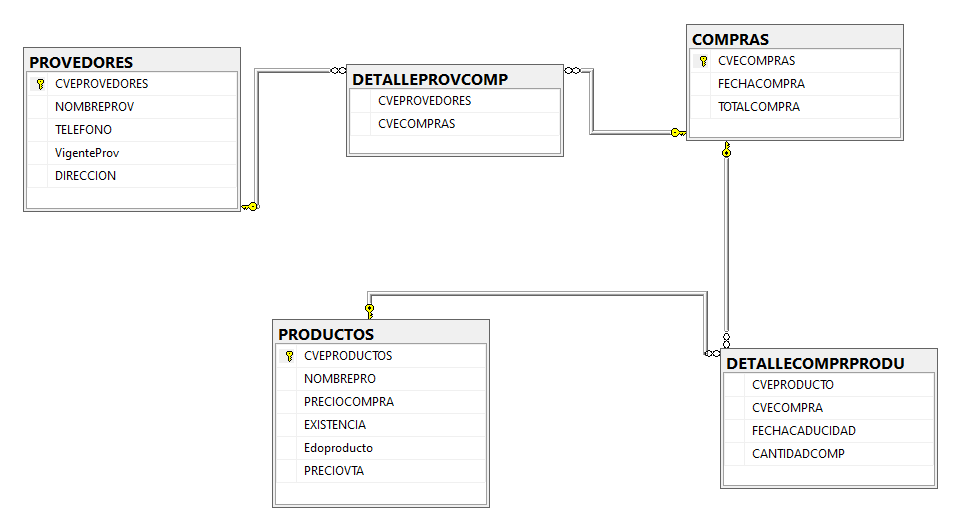 PROVEDORES
CVEPROVEDORES
NOMBREPROV
TELEFONO
VigenteProv
DIRECCION
DETALLEPROVCOMP
CVEPROVEDORES
CVECOMPRAS
COMPRAS
CVECOMPRAS
FECHACOMPRA
TOTALCOMPRA
PRODUCTOS
CVEPRODUCTOS
NOMBREPRO
PRECIOCOMPRA
EXISTENCIA
Edoproducto
PRECIOVTA
DETALLECOMPRPRODU
CVEPRODUCTO
CVECOMPRA
FECHACADUCIDAD
CANTIDADCOMP